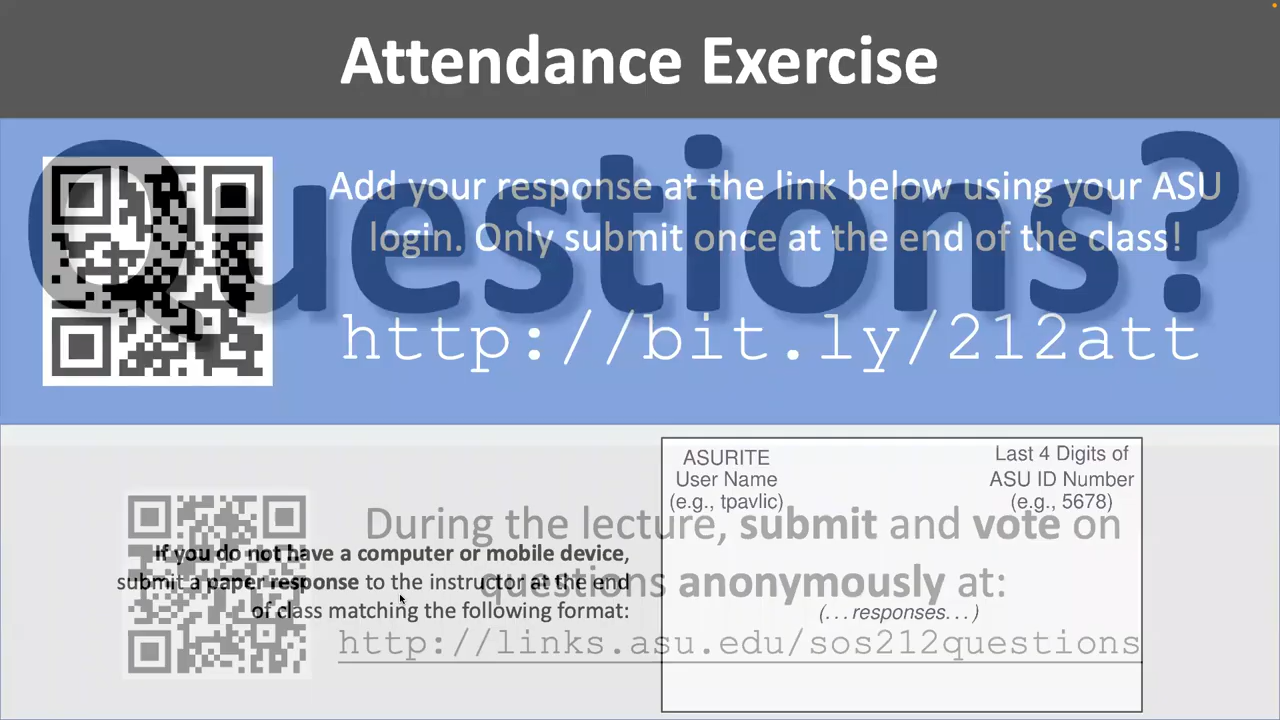 Attendance Exercise
Questions?
Add your response at the link below using your ASU
login. Only submit once at the end of the class!
http://bit.ly/212att
If you do not have a computer or mobile device,
submit a paper response to the instructor at the end
of class matching the following format:
ASURITE
User Name
(e.g., tpavlic)
Last 4 Digits of
ASU ID Number
(e.g., 5678)
(...responses...)
During the lecture, submit and vote on
questions anonymously at:
http://links.asu.edu/sos212questions